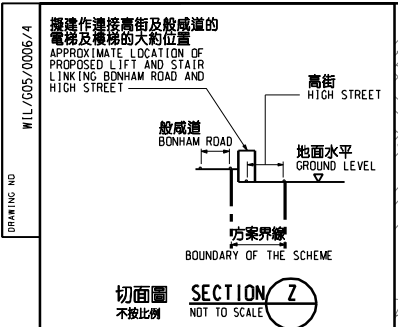 DRAWING NO
WIL/G05/0006/4
擬建作連接高街及般咸道的
電梯及樓梯的大約位置
APPROXIMATE LOCATION OF
PROPOSED LIFT AND STAIR
LINKING BONHAM ROAD AND
HIGH STREET
高街
HIGH STREET
般咸道
BONHAM ROAD
地面水平
GROUND LEVEL
方案界線
BOUNDARY OF THE SCHEME
切面圖 SECTION Z
不按比例 NOT TO SCALE